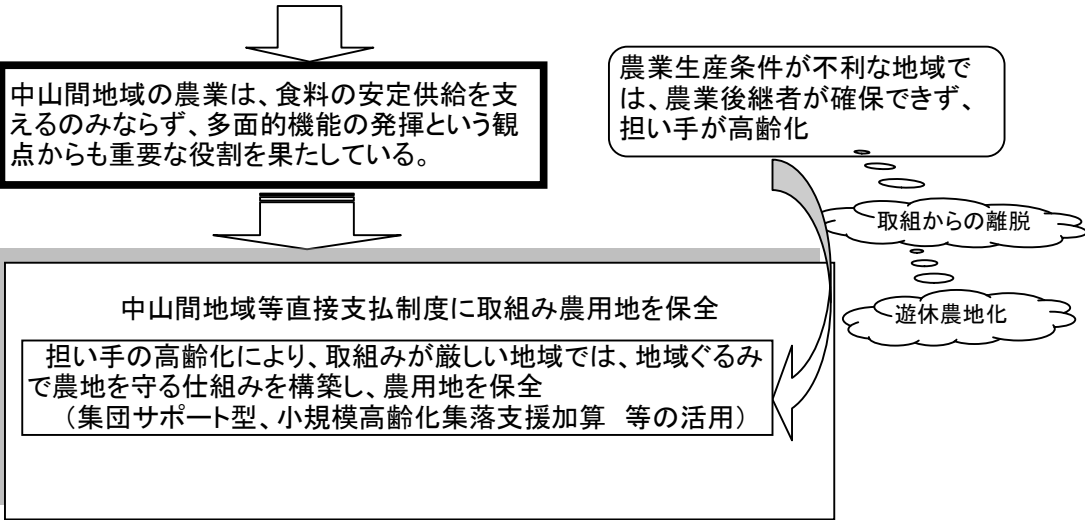 中山間地域の農業は、食料の安定供給を支
えるのみならず、多面的機能の発揮という観
点からも重要な役割を果たしている。
農業生産条件が不利な地域で
は、農業後継者が確保できず、
担い手が高齢化
取組からの離脱
遊休農地化
中山間地域等直接支払制度に取組み農用地を保全
担い手の高齢化により、取組みが厳しい地域では、地域ぐるみ
で農地を守る仕組みを構築し、農用地を保全
（集団サポート型、小規模高齢化集落支援加算　等の活用）